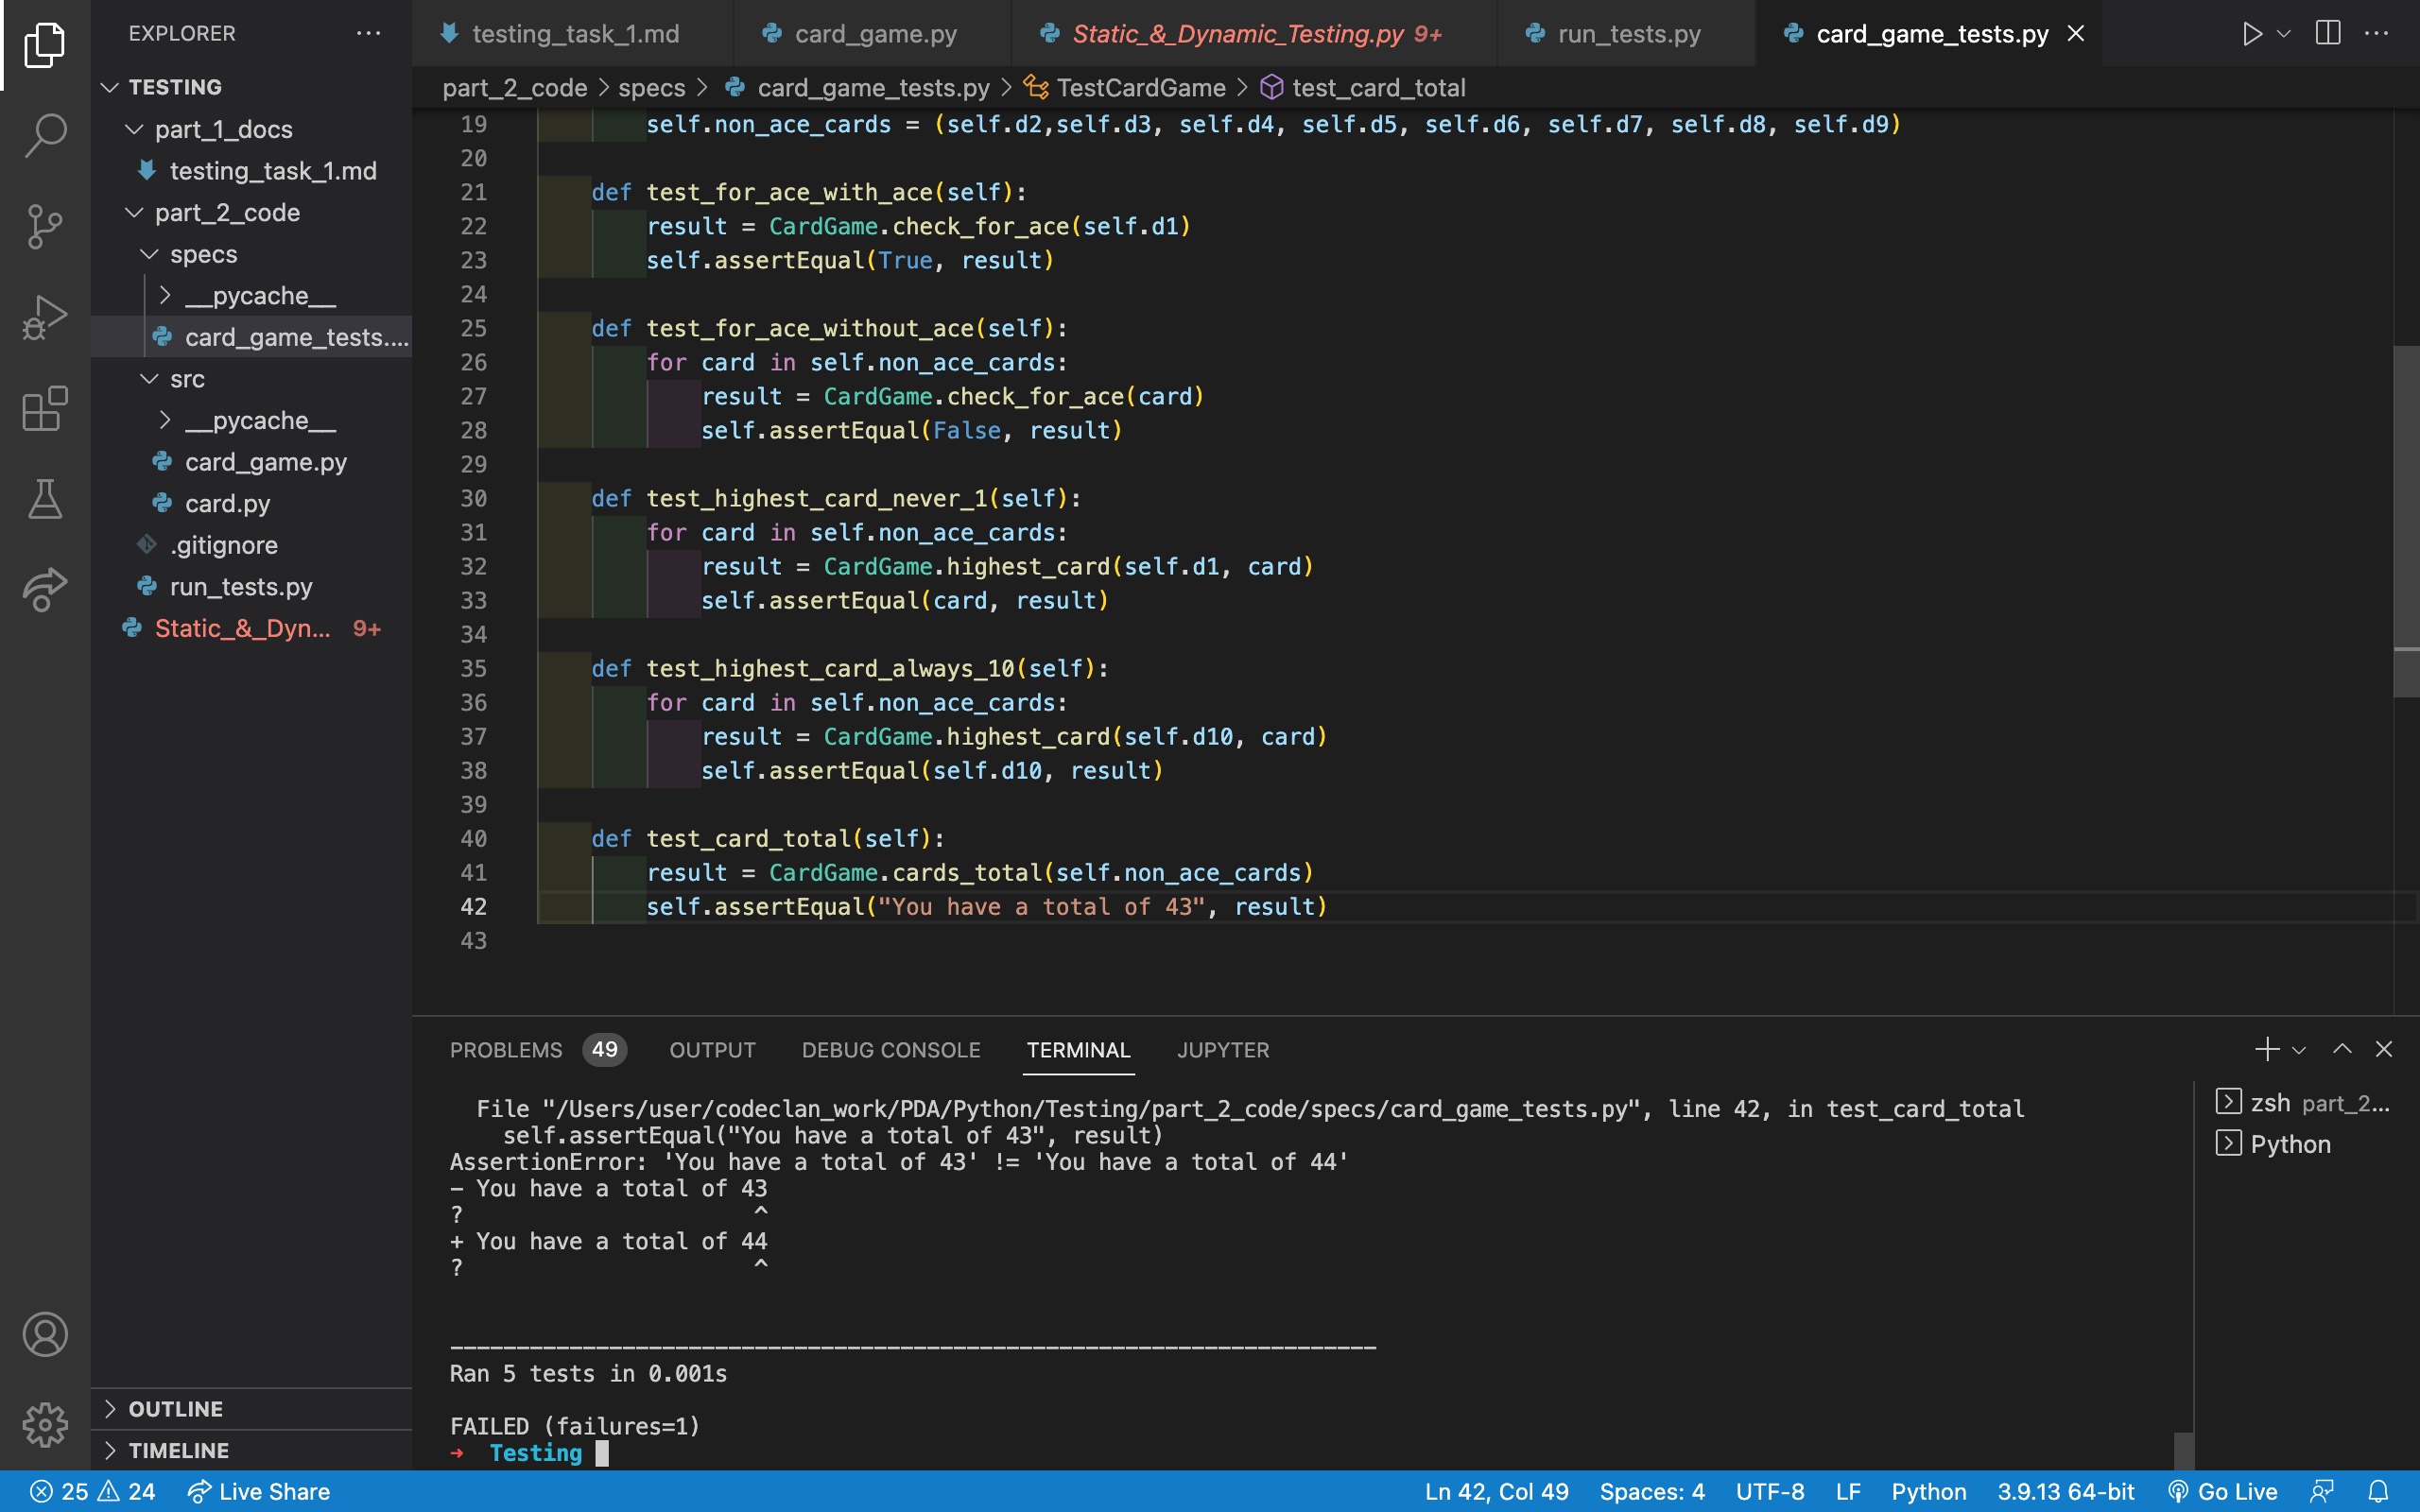 EXPLORER
TESTING
part_1_docs
testing_task_1.md
part_2_code
specs
__pycache__
card_game_tests....
src
__pycache__
card_game.py
card.py
.gitignore
run_tests.py
Static_&_Dyn... 9+
OUTLINE
TIMELINE
testing_task_1.md card_game.py Static_&_Dynamic_Testing.py 9+ run_tests.py card_game_tests.py
part_2_code > specs > card_game_tests.py > TestCardGame > test_card_total
19 self.non_ace_cards = (self.d2,self.d3, self.d4, self.d5, self.d6, self.d7, self.d8, self.d9)
20
21 def test_for_ace_with_ace(self):
22 result = CardGame.check_for_ace(self.d1)
23 self.assertEqual(True, result)
24
25 def test_for_ace_without_ace(self):
26 for card in self.non_ace_cards:
27 result = CardGame.check_for_ace(card)
28 self.assertEqual(False, result)
29
30 def test_highest_card_never_1(self):
31 for card in self.non_ace_cards:
32 result = CardGame.highest_card(self.d1, card)
33 self.assertEqual(card, result)
34
35 def test_highest_card_always_10(self):
36 for card in self.non_ace_cards:
37 result = CardGame.highest_card(self.d10, card)
38 self.assertEqual(self.d10, result)
39
40 def test_card_total(self):
41 result = CardGame.cards_total(self.non_ace_cards)
42 self.assertEqual("You have a total of 43", result)
43
PROBLEMS 49 OUTPUT DEBUG CONSOLE TERMINAL JUPYTER
File "/Users/user/codeclan_work/PDA/Python/Testing/part_2_code/specs/card_game_tests.py", line 42, in test_card_total
self.assertEqual("You have a total of 43", result)
AssertionError: 'You have a total of 43' != 'You have a total of 44'
- You have a total of 43
? ^
+ You have a total of 44
? ^
----------------------------------------------------------------------
Ran 5 tests in 0.001s
FAILED (failures=1)
→ Testing
zsh part_2...
Python
25 24 Live Share Ln 42, Col 49 Spaces: 4 UTF-8 LF Python 3.9.13 64-bit Go Live